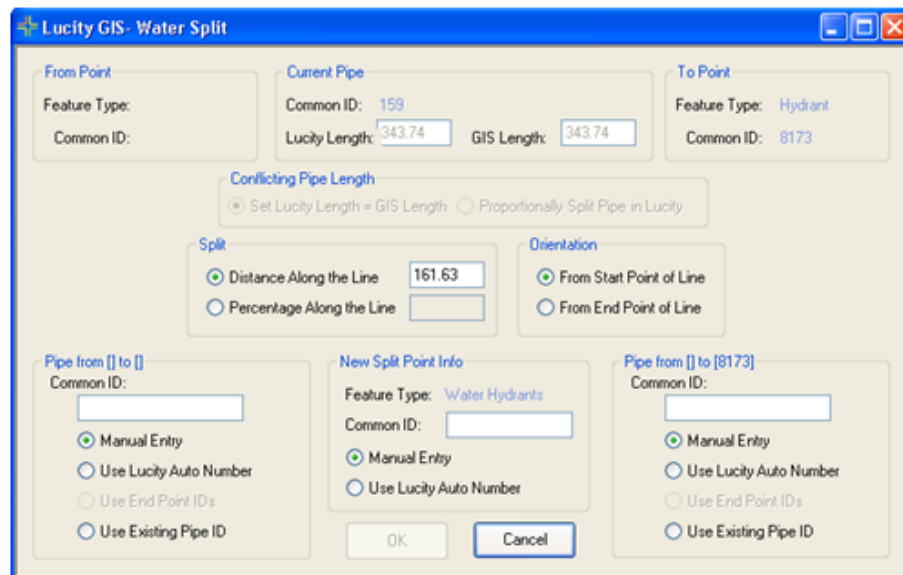 Lucity GIS- Water Split
From Point
Feature Type:
Common ID:
Current Pipe
Common ID: 159
Lucity Length: 343.74 GIS Length: 343.74
To Point
Feature Type: Hydrant
Common ID: 8173
Conflicting Pipe Length
Set Lucity Length = GIS Length Proportionally Split Pipe in Lucity
Split
Distance Along the Line 161.63
Percentage Along the Line
Orientation
From Start Point of Line
From End Point of Line
Pipe from [] to []
Common ID:
Manual Entry
Use Lucity Auto Number
Use End Point IDs
Use Existing Pipe ID
New Split Point Info
Feature Type: Water Hydrants
Common ID:
Manual Entry
Use Lucity Auto Number
OK Cancel
Pipe from [] to [8173]
Common ID:
Manual Entry
Use Lucity Auto Number
Use End Point IDs
Use Existing Pipe ID